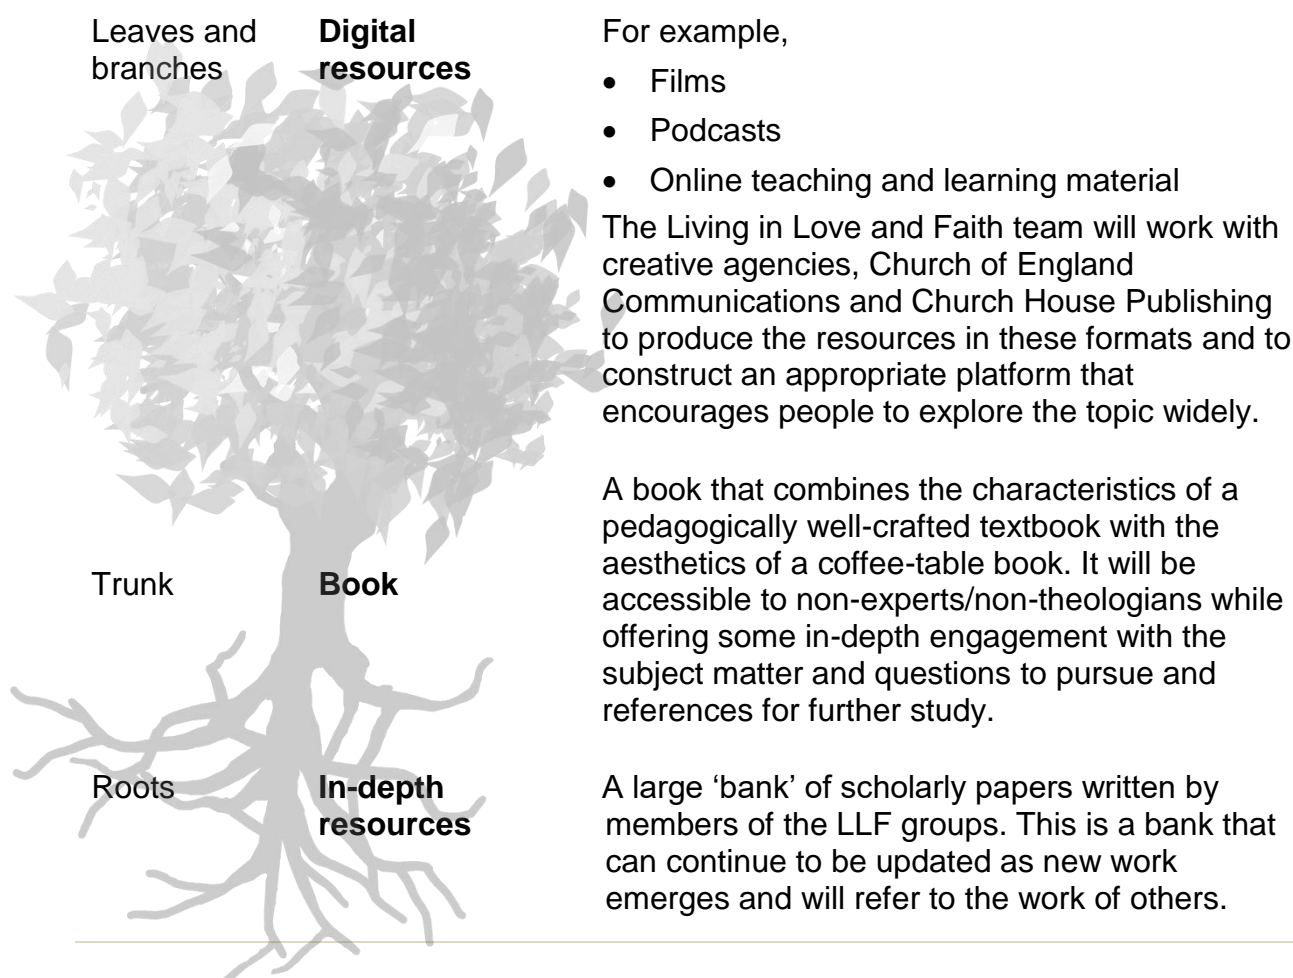 Leaves and branches
Digital resources
For example,
• Films
• Podcasts
• Online teaching and learning material
The Living in Love and Faith team will work with
creative agencies, Church of England
Communications and Church House Publishing
to produce the resources in these formats and to
construct an appropriate platform that
encourages people to explore the topic widely.
Trunk
Book
A book that combines the characteristics of a
pedagogically well-crafted textbook with the
aesthetics of a coffee-table book. It will be
accessible to non-experts/non-theologians while
offering some in-depth engagement with the
subject matter and questions to pursue and
references for further study.
Roots
In-depth resources
A large ‘bank’ of scholarly papers written by
members of the LLF groups. This is a bank that
can continue to be updated as new work
emerges and will refer to the work of others.